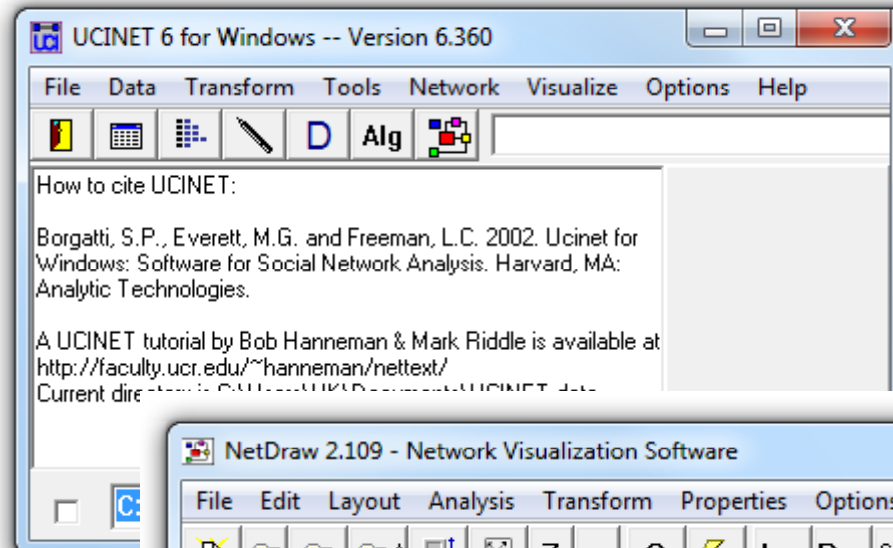 UCINET 6 for Windows -- Version 6.360
File Data Transform Tools Network Visualize Options Help
D Alg
How to cite UCINET:
Borgatti, S.P., Everett, M.G. and Freeman, L.C. 2002. Ucinet for
Windows: Software for Social Network Analysis. Harvard, MA:
Analytic Technologies.
A UCINET tutorial by Bob Hanneman & Mark Riddle is available at
http://faculty.ucr.edu/~hanneman/nettext/
Current
C:
NetDraw 2.109 - Network Visualization Software
File Edit Layout Analysis Transform Properties Options